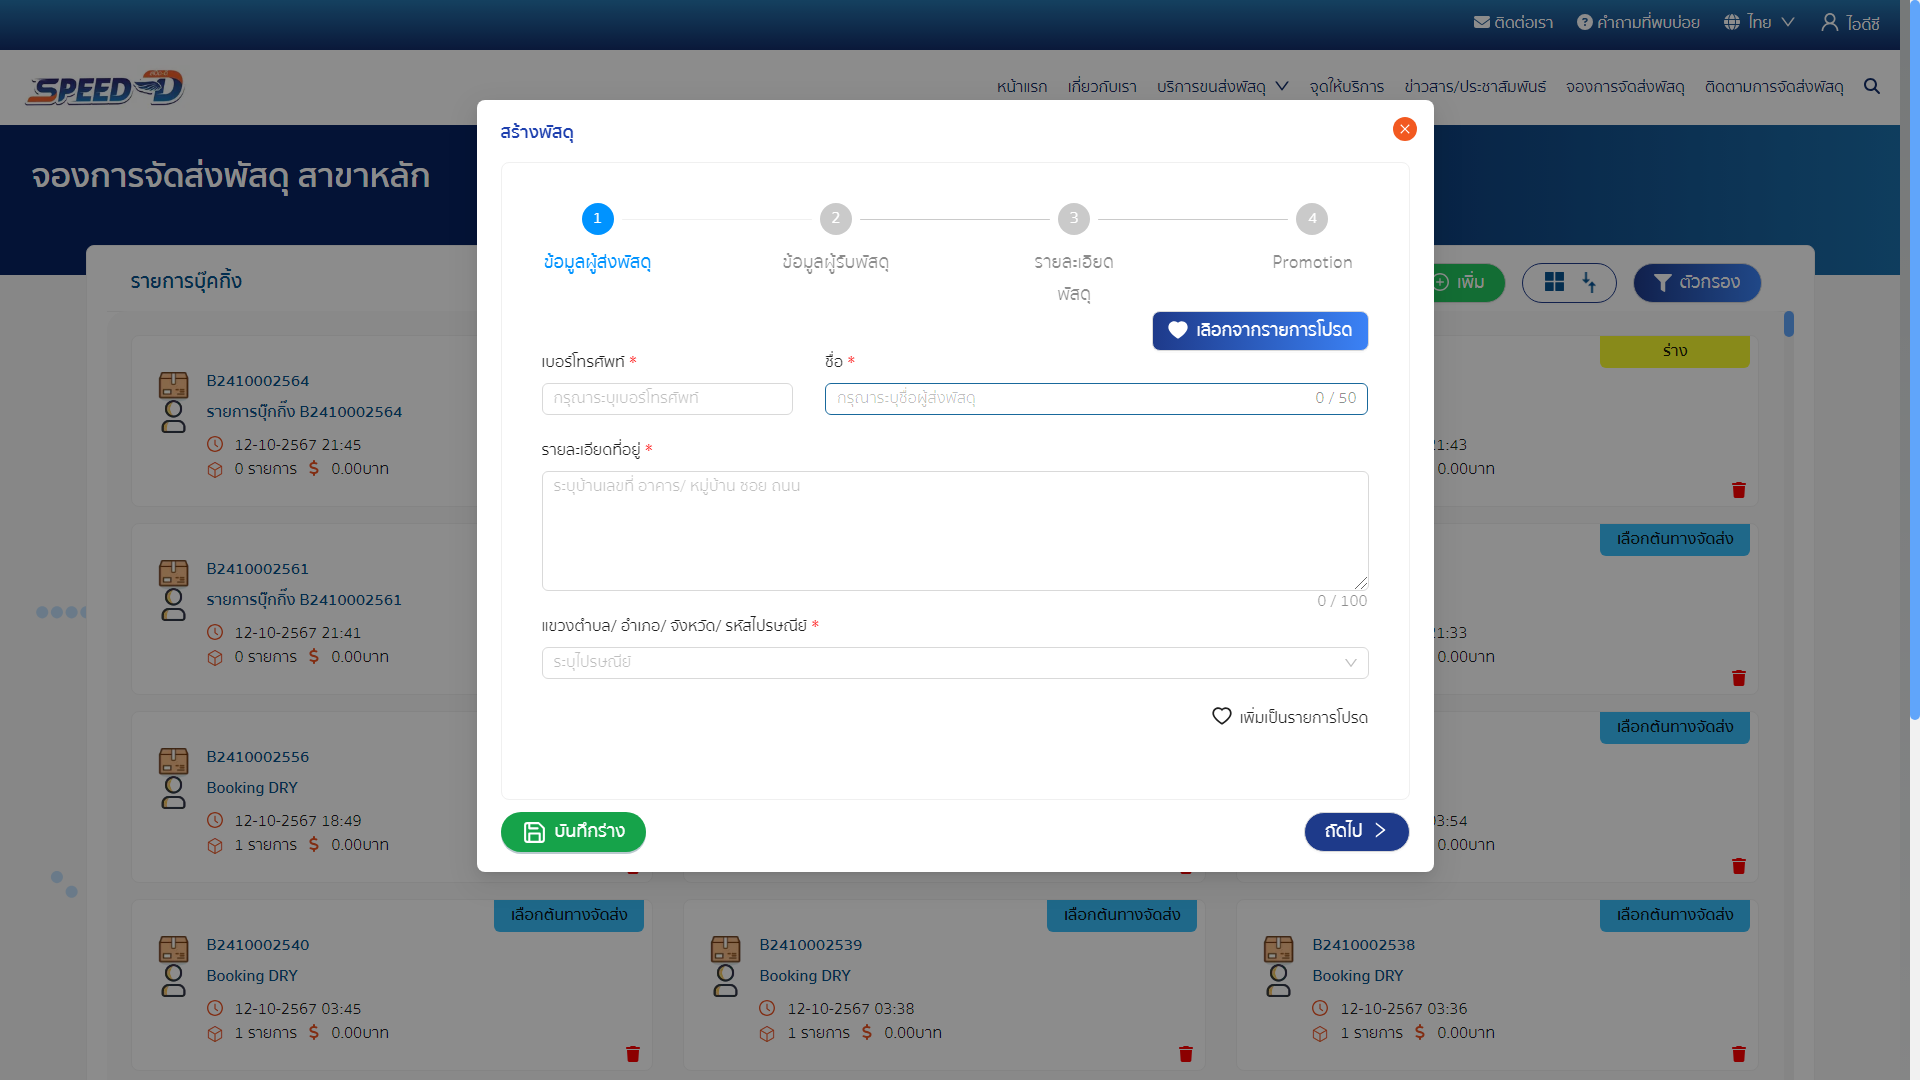 ติดต่อเรา
คำถามที่พบบ่อย
ไทย
ไอดีซี
SPEED-D
หน้าแรก
เกี่ยวกับเรา
บริการขนส่งพัสดุ
จุดให้บริการ
ข่าวสาร/ประชาสัมพันธ์
จองการจัดส่งพัสดุ
ติดตามการจัดส่งพัสดุ
จองการจัดส่งพัสดุ สาขาหลัก
รายการบุ๊คกิ้ง
เพิ่ม
ตัวกรอง
สร้างพัสดุ
1
2
3
4
ข้อมูลผู้ส่งพัสดุ
ข้อมูลผู้รับพัสดุ
รายละเอียด
พัสดุ
Promotion
เลือกจากรายการโปรด
เบอร์โทรศัพท์ *
ชื่อ *
กรุณาระบุเบอร์โทรศัพท์
กรุณาระบุชื่อผู้ส่งพัสดุ
0 / 50
รายละเอียดที่อยู่ *
ระบุบ้านเลขที่ อาคาร/ หมู่บ้าน ซอย ถนน
0 / 100
แขวงตำบล/ อำเภอ/ จังหวัด/ รหัสไปรษณีย์ *
ระบุไปรษณีย์
เพิ่มเป็นรายการโปรด
บันทึกร่าง
ถัดไป
B2410002564
รายการบุ๊กกิ๊ง B2410002564
12-10-2567 21:45
0 รายการ $ 0.00บาท
ร่าง
21:43
0.00บาท
B2410002561
รายการบุ๊กกิ๊ง B2410002561
12-10-2567 21:41
0 รายการ $ 0.00บาท
เลือกต้นทางจัดส่ง
21:33
0.00บาท
B2410002556
Booking DRY
12-10-2567 18:49
1 รายการ $ 0.00บาท
เลือกต้นทางจัดส่ง
03:54
0.00บาท
เลือกต้นทางจัดส่ง
B2410002540
Booking DRY
12-10-2567 03:45
1 รายการ $ 0.00บาท
เลือกต้นทางจัดส่ง
B2410002539
Booking DRY
12-10-2567 03:38
1 รายการ $ 0.00บาท
เลือกต้นทางจัดส่ง
B2410002538
Booking DRY
12-10-2567 03:36
1 รายการ $ 0.00บาท